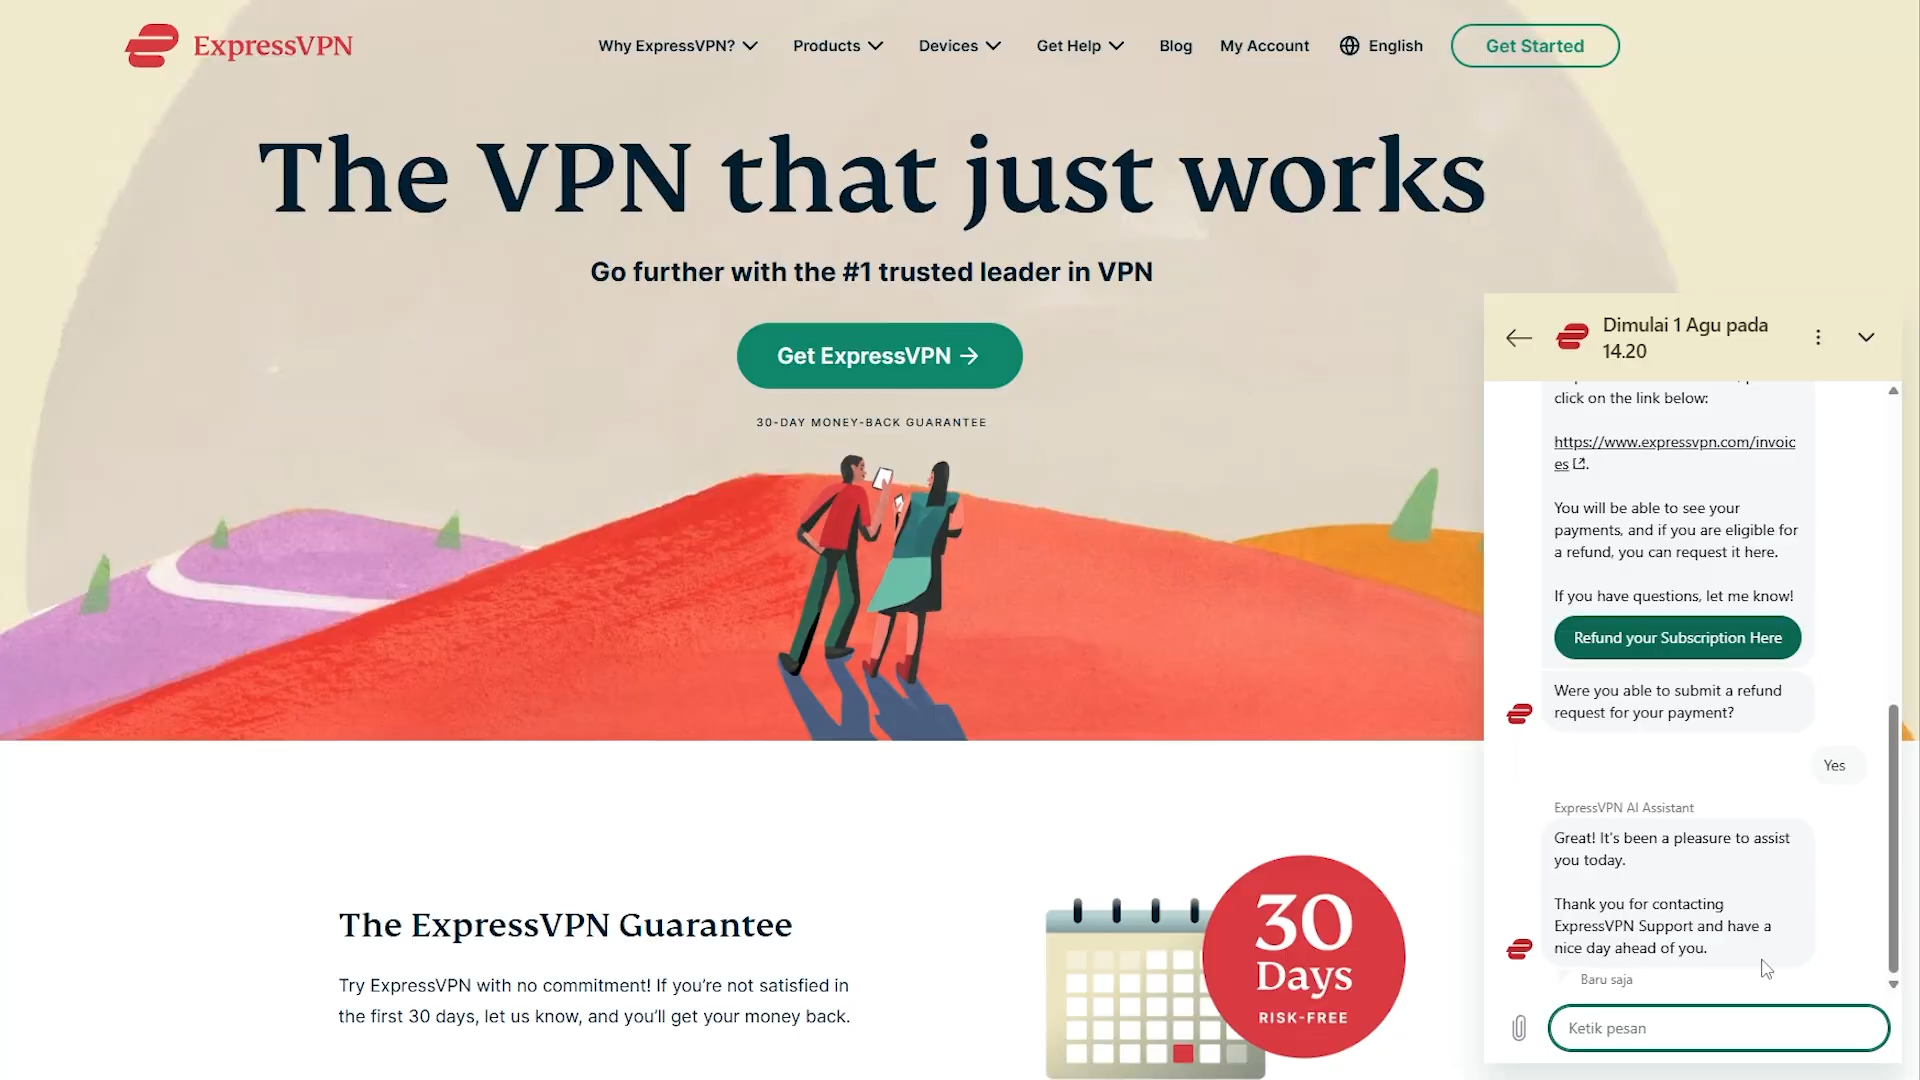 ExpressVPN
Why ExpressVPN?
Products
Devices
Get Help
Blog
My Account
English
Get Started
The VPN that just works
Go further with the #1 trusted leader in VPN
Get ExpressVPN →
30-DAY MONEY-BACK GUARANTEE
The ExpressVPN Guarantee
Try ExpressVPN with no commitment! If you're not satisfied in
the first 30 days, let us know, and you'll get your money back.
30
Days
RISK-FREE
Dimulai 1 Agu pada
14.20
click on the link below:
https://www.expressvpn.com/invoic
es.
You will be able to see your
payments, and if you are eligible for
a refund, you can request it here.
If you have questions, let me know!
Refund your Subscription Here
Were you able to submit a refund
request for your payment?
Yes
ExpressVPN AI Assistant
Great! It's been a pleasure to assist
you today.
Thank you for contacting
ExpressVPN Support and have a
nice day ahead of you.
Baru saja
Ketik pesan